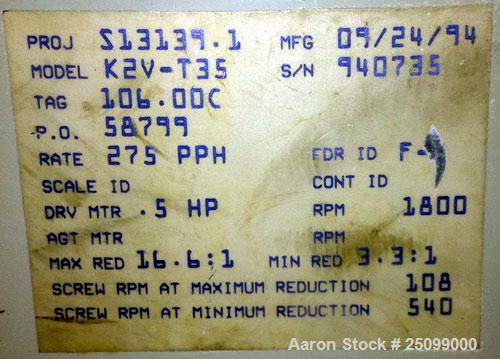 PROJ S13139.1 MFG 09/24/94
MODEL K2V-T35 S/N 940735
TAG 106.00C
P.O. 58799
RATE 275 PPH FDR ID F-
SCALE ID CONT ID
DRV MTR .5 HP RPM 1800
AGT MTR RPM
MAX RED 16.6:1 MIN RED 3.3:1
SCREW RPM AT MAXIMUM REDUCTION 108
SCREW RPM AT MINIMUM REDUCTION 540
Aaron Stock # 25099000